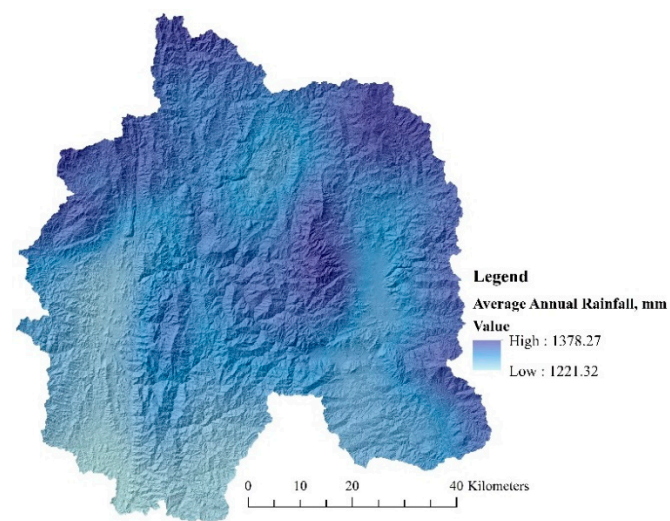 Legend
Average Annual Rainfall, mm
Value
High : 1378.27
Low : 1221.32
0 10 20 40 Kilometers